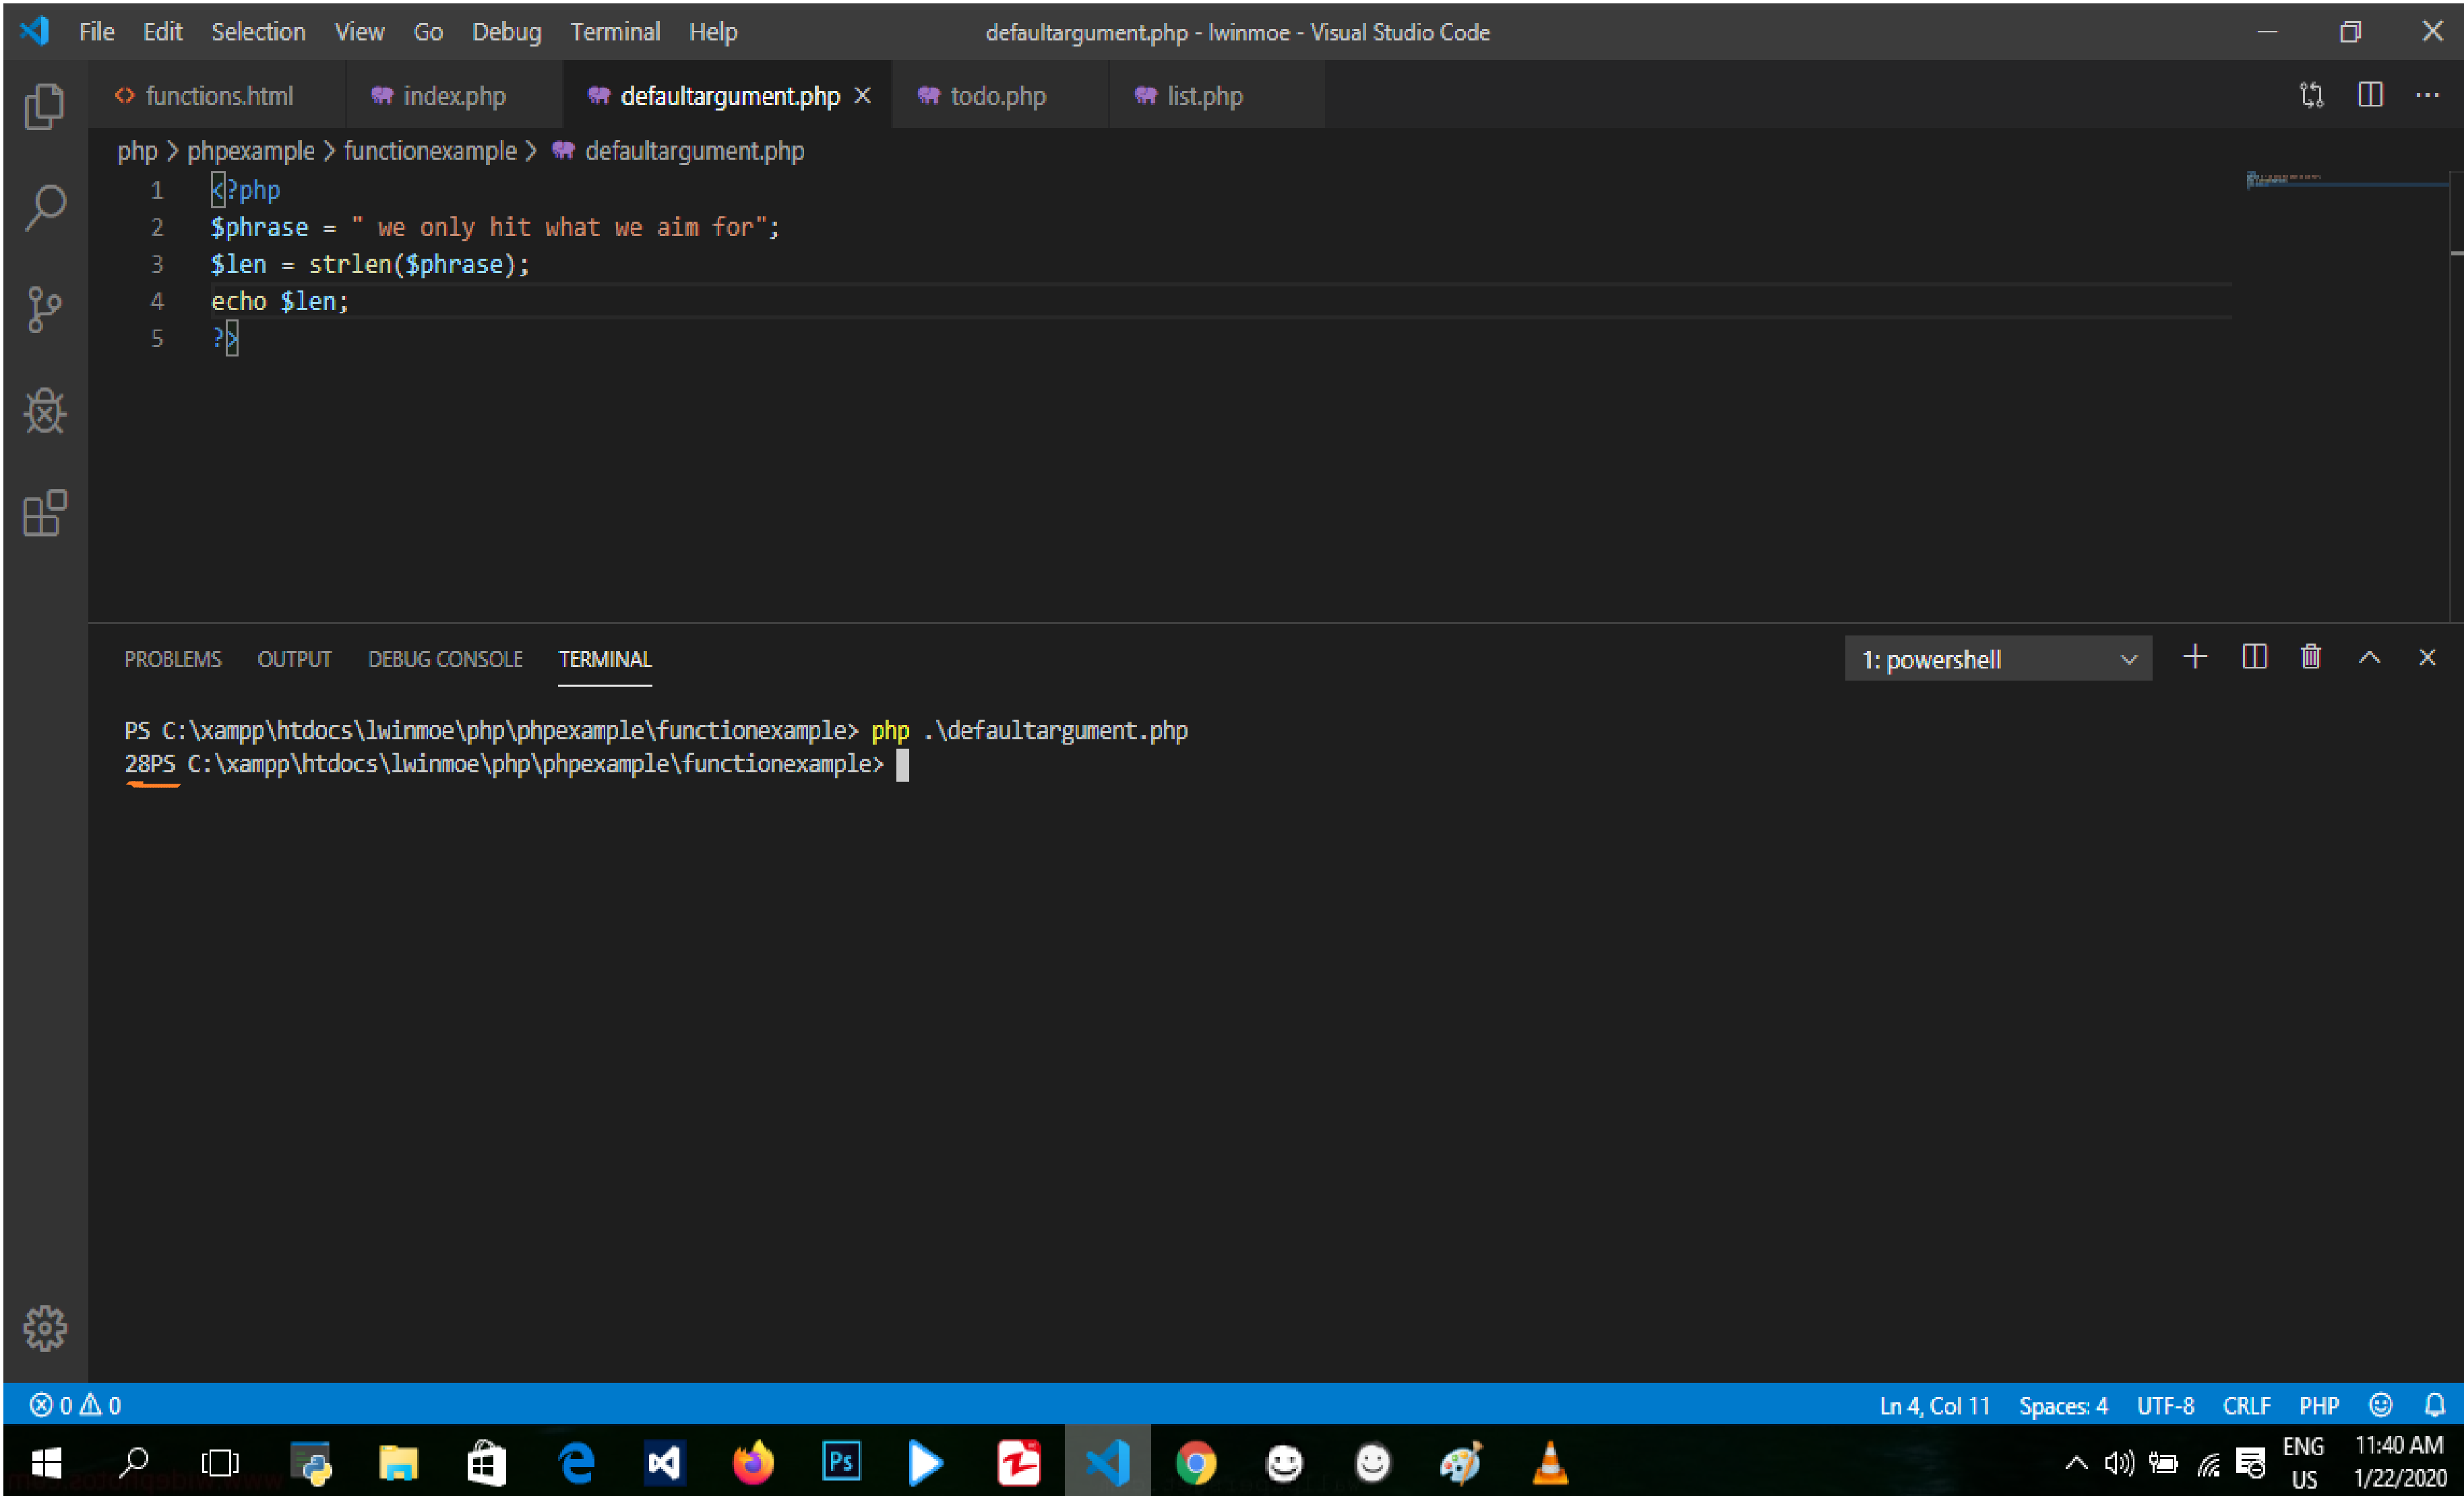 File Edit Selection View Go Debug Terminal Help defaultargument.php - lwinmoe - Visual Studio Code
functions.html index.php defaultargument.php todo.php list.php
php > phpexample > functionexample > defaultargument.php
1 <?php
2 $phrase = " we only hit what we aim for";
3 $len = strlen($phrase);
4 echo $len;
5 ?>
PROBLEMS OUTPUT DEBUG CONSOLE TERMINAL 1: powershell
PS C:\xampp\htdocs\lwinmoe\php\phpexample\functionexample> php .\defaultargument.php
28PS C:\xampp\htdocs\lwinmoe\php\phpexample\functionexample>
0 0 Ln 4, Col 11 Spaces: 4 UTF-8 CRLF PHP
Ps ENG 11:40 AM
US 1/22/2020